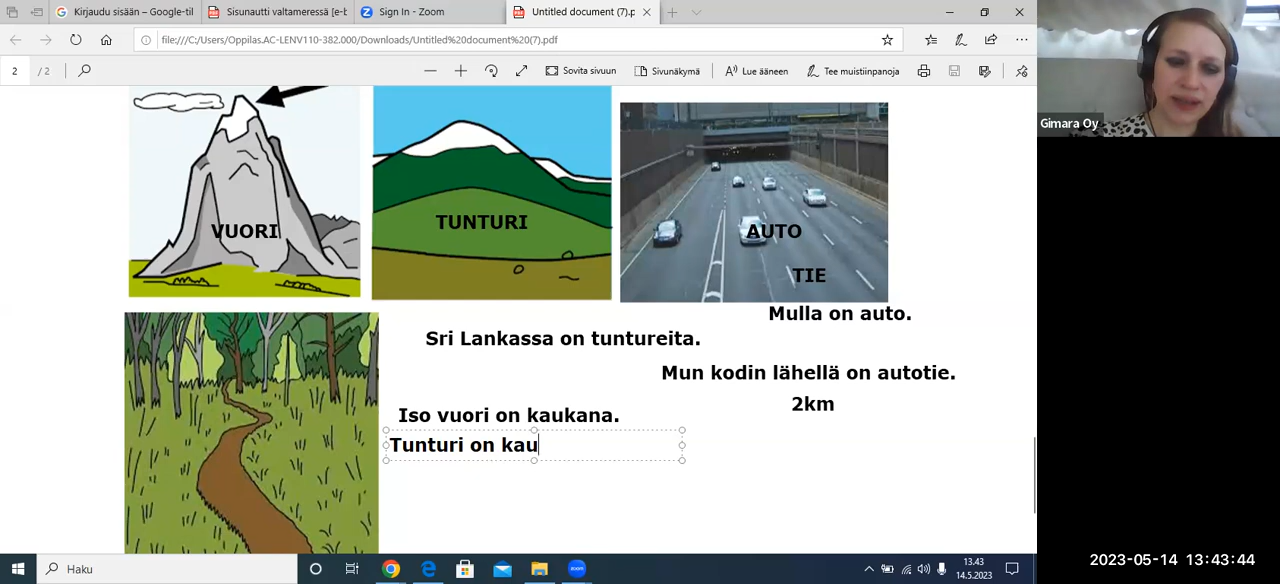 Kirjaudu sisään – Google-til
Sisunautti valtameressä [e-b
Sign In - Zoom
Untitled document (7).p
file:///C:/Users/Oppilas.AC-LENV110-382.000/Downloads/Untitled%20document%20(7).pdf
2 / 2
Sovita sivuun
Sivunäkymä
Lue ääneen
Tee muistiinpanoja
Gimara Oy
VUORI
TUNTURI
AUTO
TIE
Mulla on auto.
Sri Lankassa on tuntureita.
Mun kodin lähellä on autotie.
2km
Iso vuori on kaukana.
Tunturi on kau
Haku
zoom
13.43
14.5.2023
2023-05-14 13:43:44